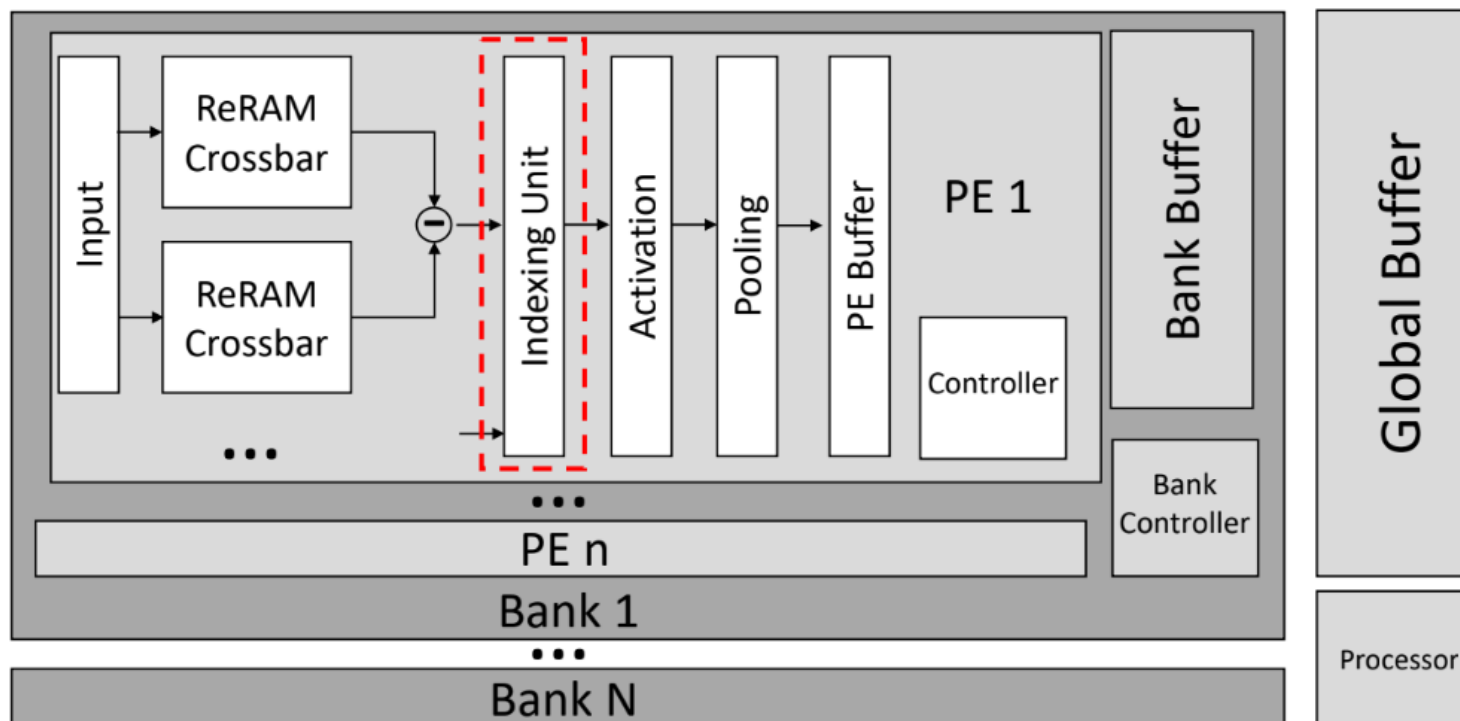 Input
ReRAM
Crossbar
ReRAM
Crossbar
...
Indexing Unit
Activation
Pooling
PE Buffer
PE 1
Controller
Bank Buffer
Bank
Controller
...
PE n
Bank 1
...
Bank N
Global Buffer
Processor